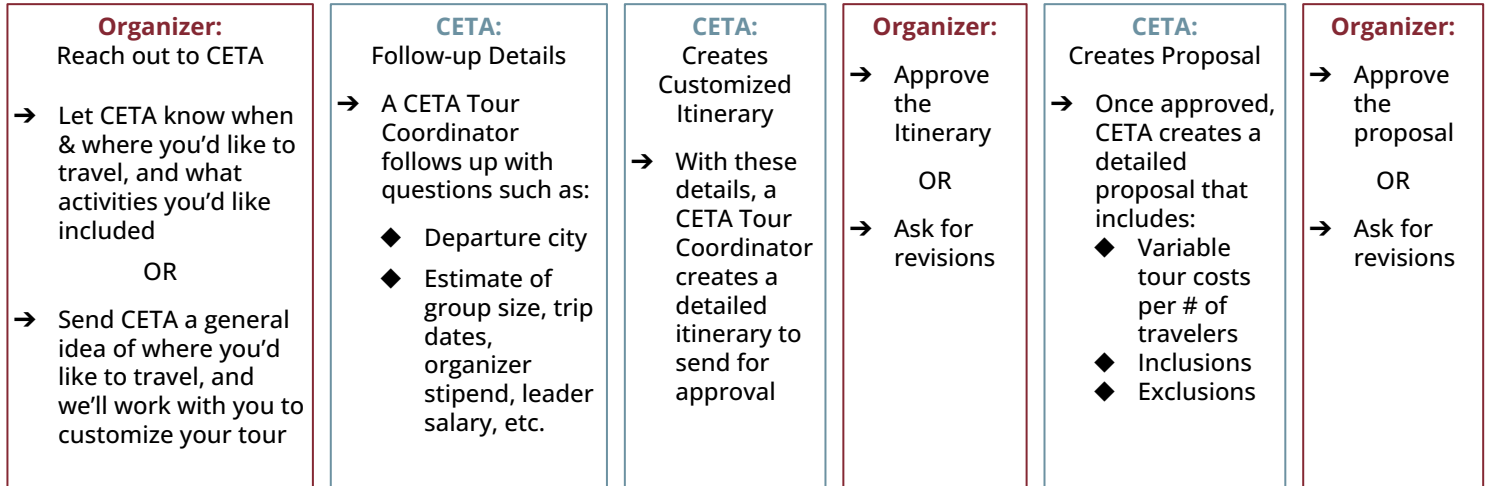 Organizer:
Reach out to CETA
➔ Let CETA know when
& where you’d like to
travel, and what
activities you’d like
included
OR
➔ Send CETA a general
idea of where you’d
like to travel, and
we’ll work with you to
customize your tour
CETA:
Follow-up Details
➔ A CETA Tour
Coordinator
follows up with
questions such as:
◆ Departure city
◆ Estimate of
group size, trip
dates,
organizer
stipend, leader
salary, etc.
CETA:
Creates
Customized
Itinerary
➔ With these
details, a
CETA Tour
Coordinator
creates a
detailed
itinerary to
send for
approval
Organizer:
➔ Approve
the
Itinerary
OR
➔ Ask for
revisions
CETA:
Creates Proposal
➔ Once approved,
CETA creates a
detailed
proposal that
includes:
◆ Variable
tour costs
per # of
travelers
◆ Inclusions
◆ Exclusions
Organizer:
➔ Approve
the
proposal
OR
➔ Ask for
revisions